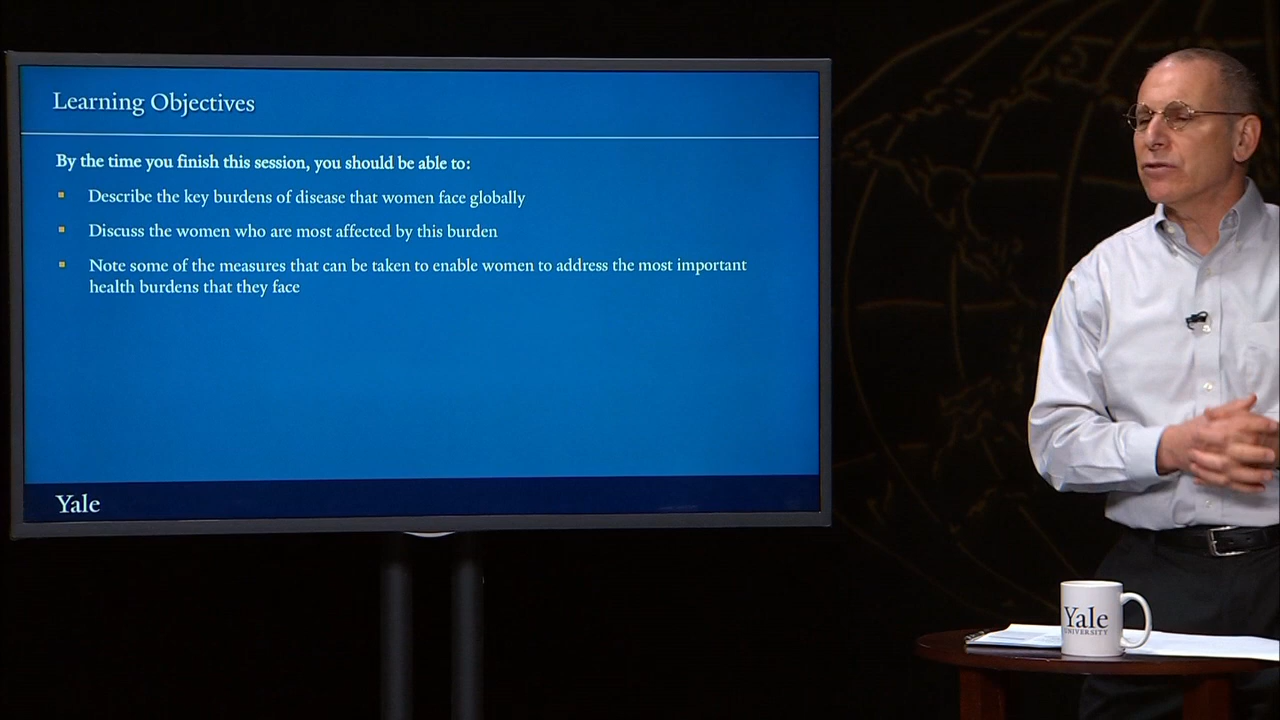 Learning Objectives
By the time you finish this session, you should be able to:
Describe the key burdens of disease that women face globally
Discuss the women who are most affected by this burden
Note some of the measures that can be taken to enable women to address the most important
health burdens that they face
Yale
Yale
UNIVERSITY